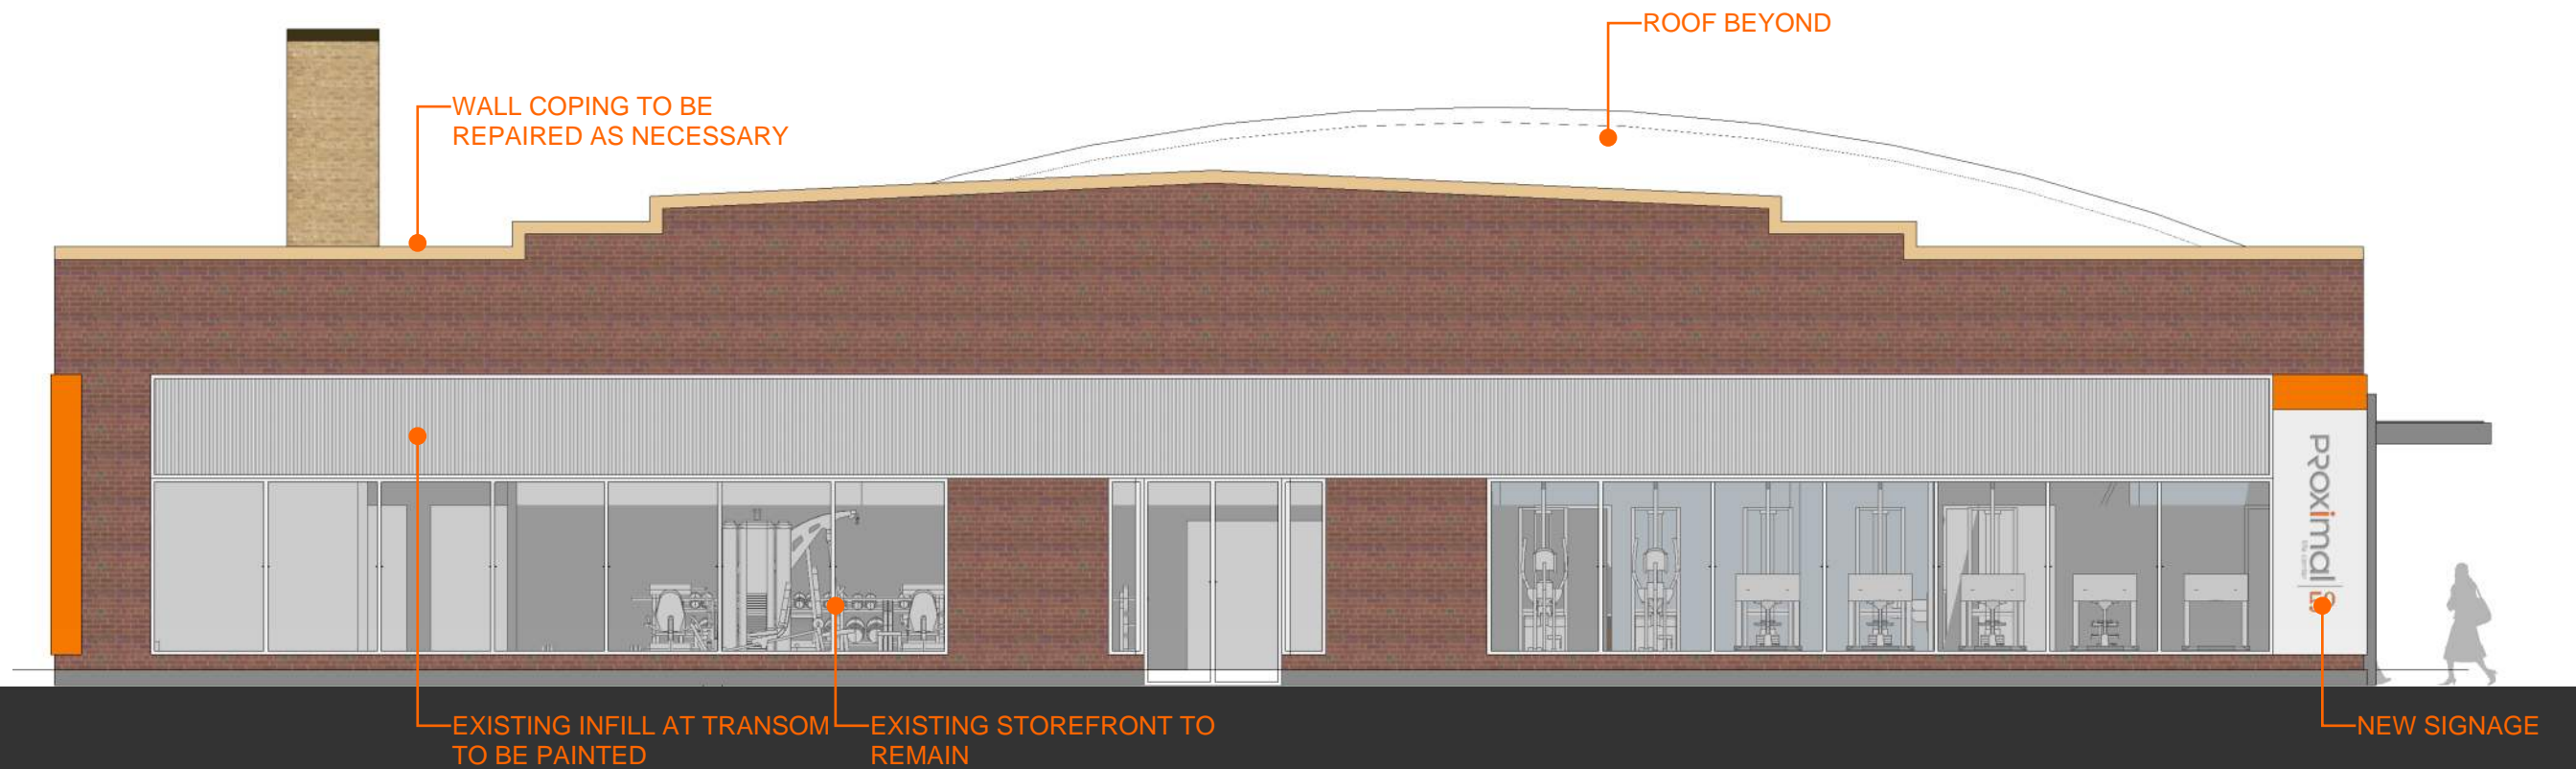 ROOF BEYOND
WALL COPING TO BE
REPAIRED AS NECESSARY
PROximal
EXISTING INFILL AT TRANSOM
TO BE PAINTED
EXISTING STOREFRONT TO
REMAIN
NEW SIGNAGE